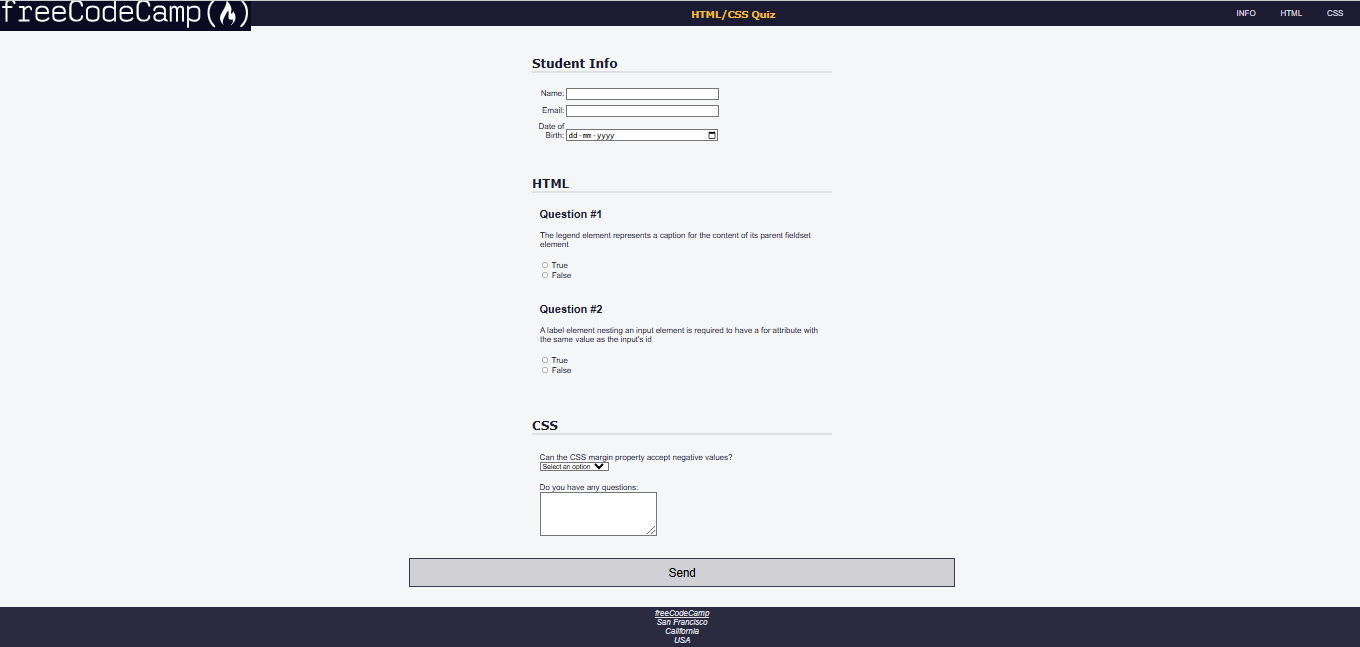 freeCodeCamp
HTML/CSS Quiz
INFO
HTML
CSS
Student Info
Name:
Email:
Date of
Birth:
dd-mm-yyyy
HTML
Question #1
The legend element represents a caption for the content of its parent fieldset
element
True
False
Question #2
A label element nesting an input element is required to have a for attribute with
the same value as the input's id
True
False
CSS
Can the CSS margin property accept negative values?
Select an option
Do you have any questions:
Send
freeCodeCamp
San Francisco
California
USA